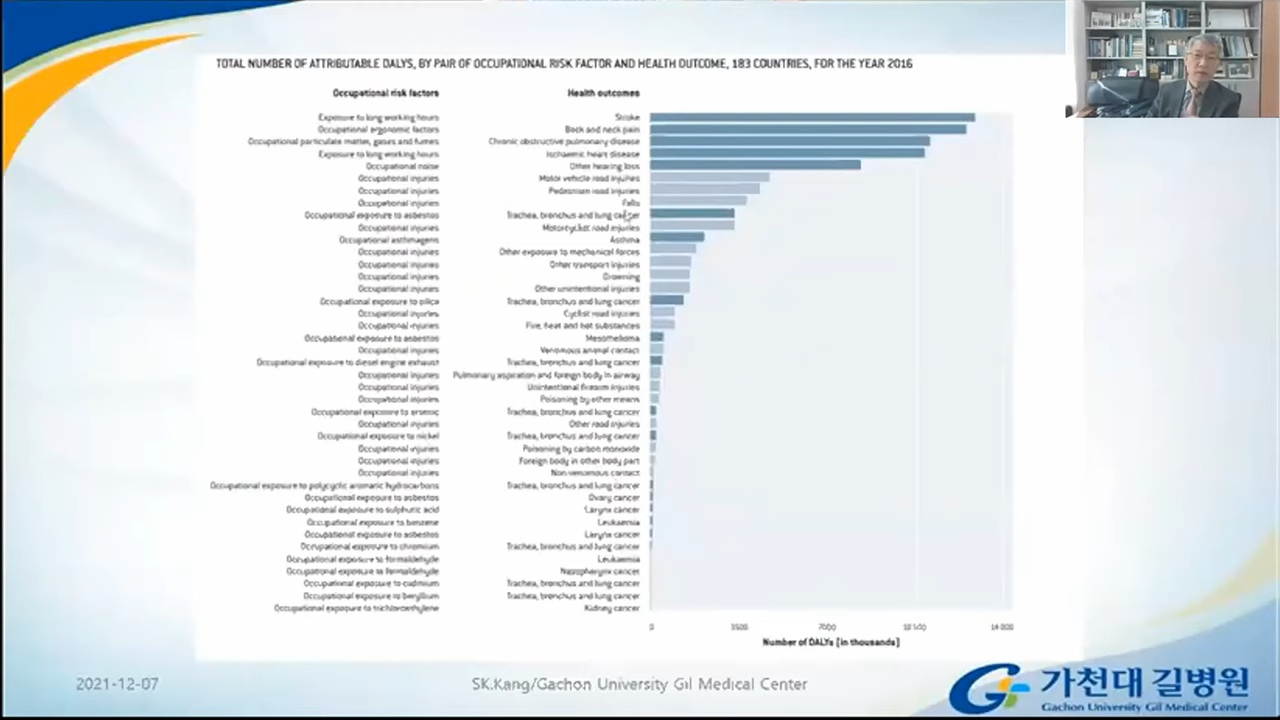 TOTAL NUMBER OF ATTRIBUTABLE DALYS, BY PAIR OF OCCUPATIONAL RISK FACTOR AND HEALTH OUTCOME, 183 COUNTRIES, FOR THE YEAR 2016
Occupational risk factors Health outcomes
Exposure to long working hours Stroke
Occupational ergonomic factors Back and neck pain
Occupational particulate matter, gases and fumes Chronic obstructive pulmonary disease
Exposure to long working hours Ischaemic heart disease
Occupational noise Other hearing loss
Occupational injuries Motor vehicle road injuries
Occupational injuries Pedestrian road injuries
Occupational injuries Falls
Occupational exposure to asbestos Trachea, bronchus and lung cancer
Occupational injuries Motorcyclist road injuries
Occupational asthmagens Asthma
Occupational injuries Other exposure to mechanical forces
Occupational injuries Other transport injuries
Occupational injuries Drowning
Occupational injuries Other unintentional injuries
Occupational exposure to silica Trachea, bronchus and lung cancer
Occupational injuries Cyclist road injuries
Occupational injuries Fire, heat and hot substances
Occupational exposure to asbestos Mesothelioma
Occupational injuries Venomous animal contact
Occupational exposure to diesel engine exhaust Trachea, bronchus and lung cancer
Occupational injuries Pulmonary aspiration and foreign body in airway
Occupational injuries Unintentional firearm injuries
Occupational injuries Poisoning by other means
Occupational exposure to arsenic Trachea, bronchus and lung cancer
Occupational injuries Other road injuries
Occupational exposure to nickel Trachea, bronchus and lung cancer
Occupational injuries Poisoning by carbon monoxide
Occupational injuries Foreign body in other body part
Occupational injuries Non-venomous contact
Occupational exposure to polycyclic aromatic hydrocarbons Trachea, bronchus and lung cancer
Occupational exposure to asbestos Ovary cancer
Occupational exposure to sulphuric acid Larynx cancer
Occupational exposure to benzene Leukaemia
Occupational exposure to asbestos Larynx cancer
Occupational exposure to chromium Trachea, bronchus and lung cancer
Occupational exposure to formaldehyde Leukaemia
Occupational exposure to formaldehyde Nasopharynx cancer
Occupational exposure to cadmium Trachea, bronchus and lung cancer
Occupational exposure to beryllium Trachea, bronchus and lung cancer
Occupational exposure to trichloroethylene Kidney cancer
0 3500 7000 10 500 14 000
Number of DALYs [in thousands]
2021-12-07 SK.Kang/Gachon University Gil Medical Center
가천대 길병원
Gachon University Gil Medical Center